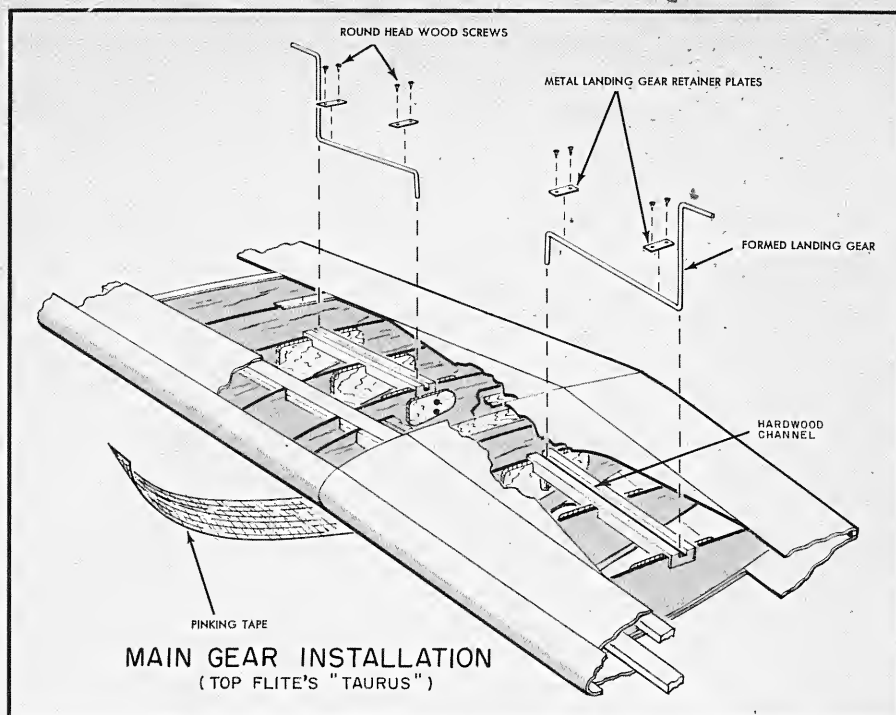 ROUND HEAD WOOD SCREWS
METAL LANDING GEAR RETAINER PLATES
FORMED LANDING GEAR
HARDWOOD
CHANNEL
PINKING TAPE
MAIN GEAR INSTALLATION
(TOP FLITE'S "TAURUS")